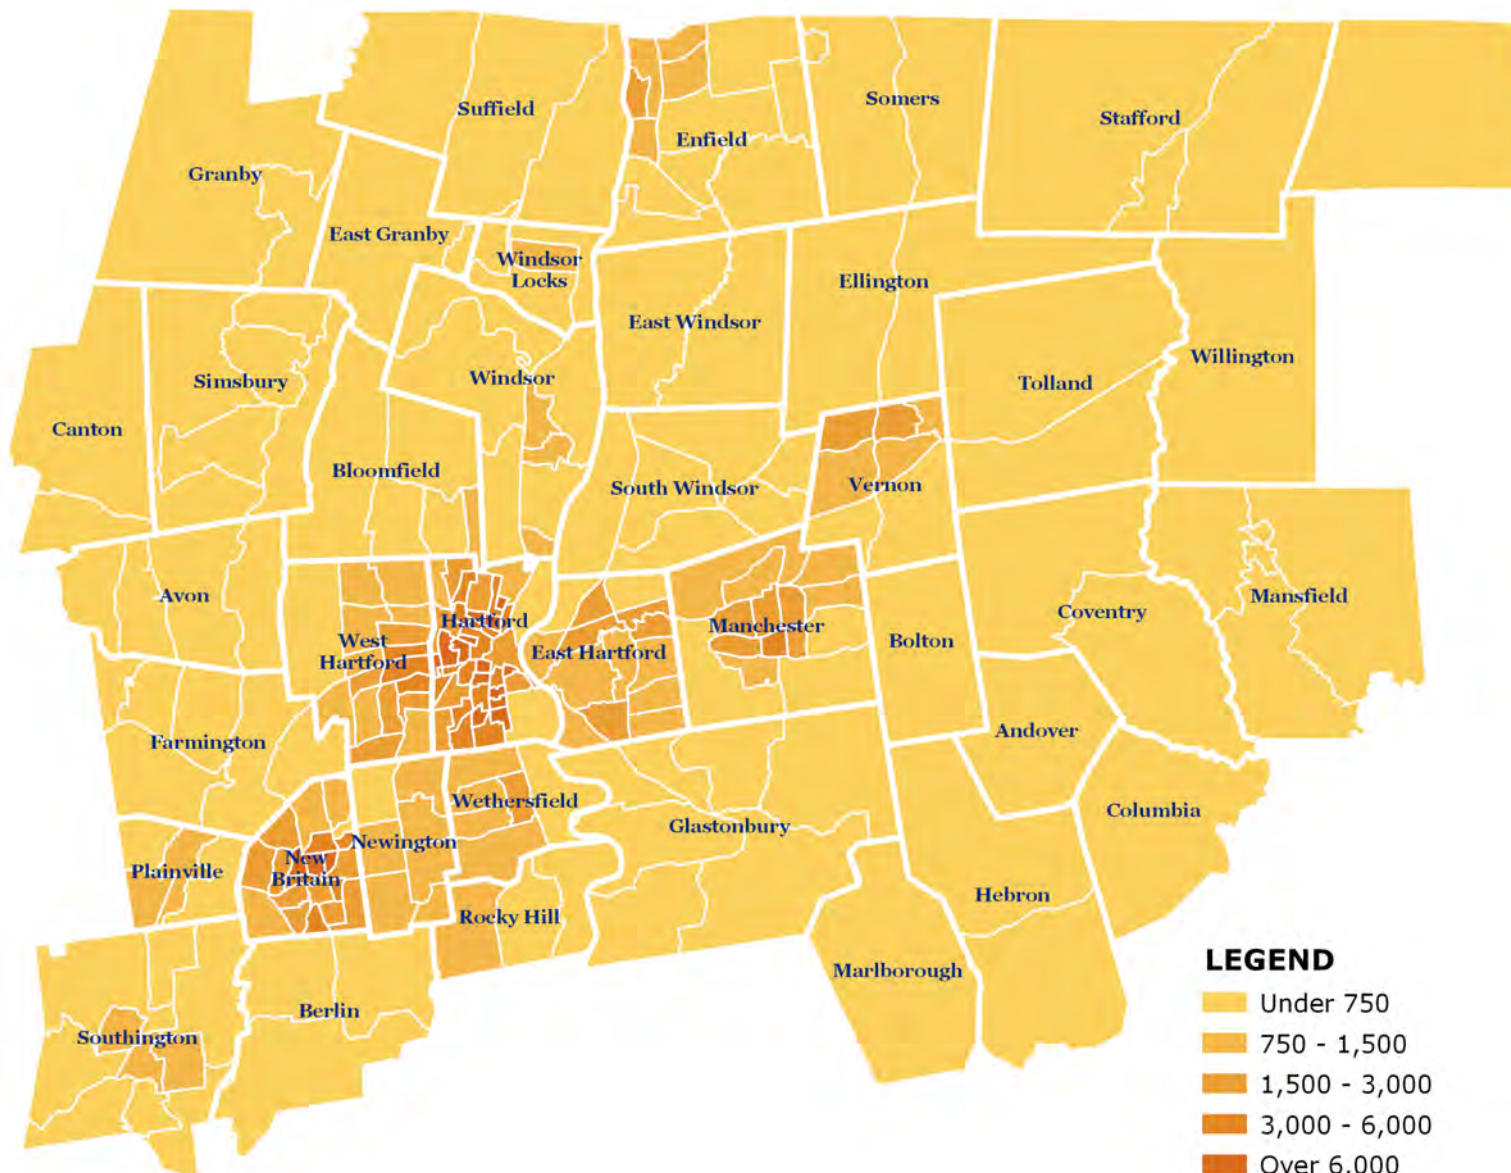 Suffield
Somers
Stafford
Enfield
Granby
East Granby
Windsor
Locks
Ellington
East Windsor
Willington
Simsbury
Windsor
Tolland
Canton
Bloomfield
South Windsor
Vernon
Avon
Hartford
Manchester
Coventry
Mansfield
West
Hartford
East Hartford
Bolton
Farmington
Andover
Wethersfield
Glastonbury
Columbia
Newington
Plainville
New
Britain
Rocky Hill
Hebron
Marlborough
Berlin
Southington
LEGEND
Under 750
750 - 1,500
1,500 - 3,000
3,000 - 6,000
Over 6,000